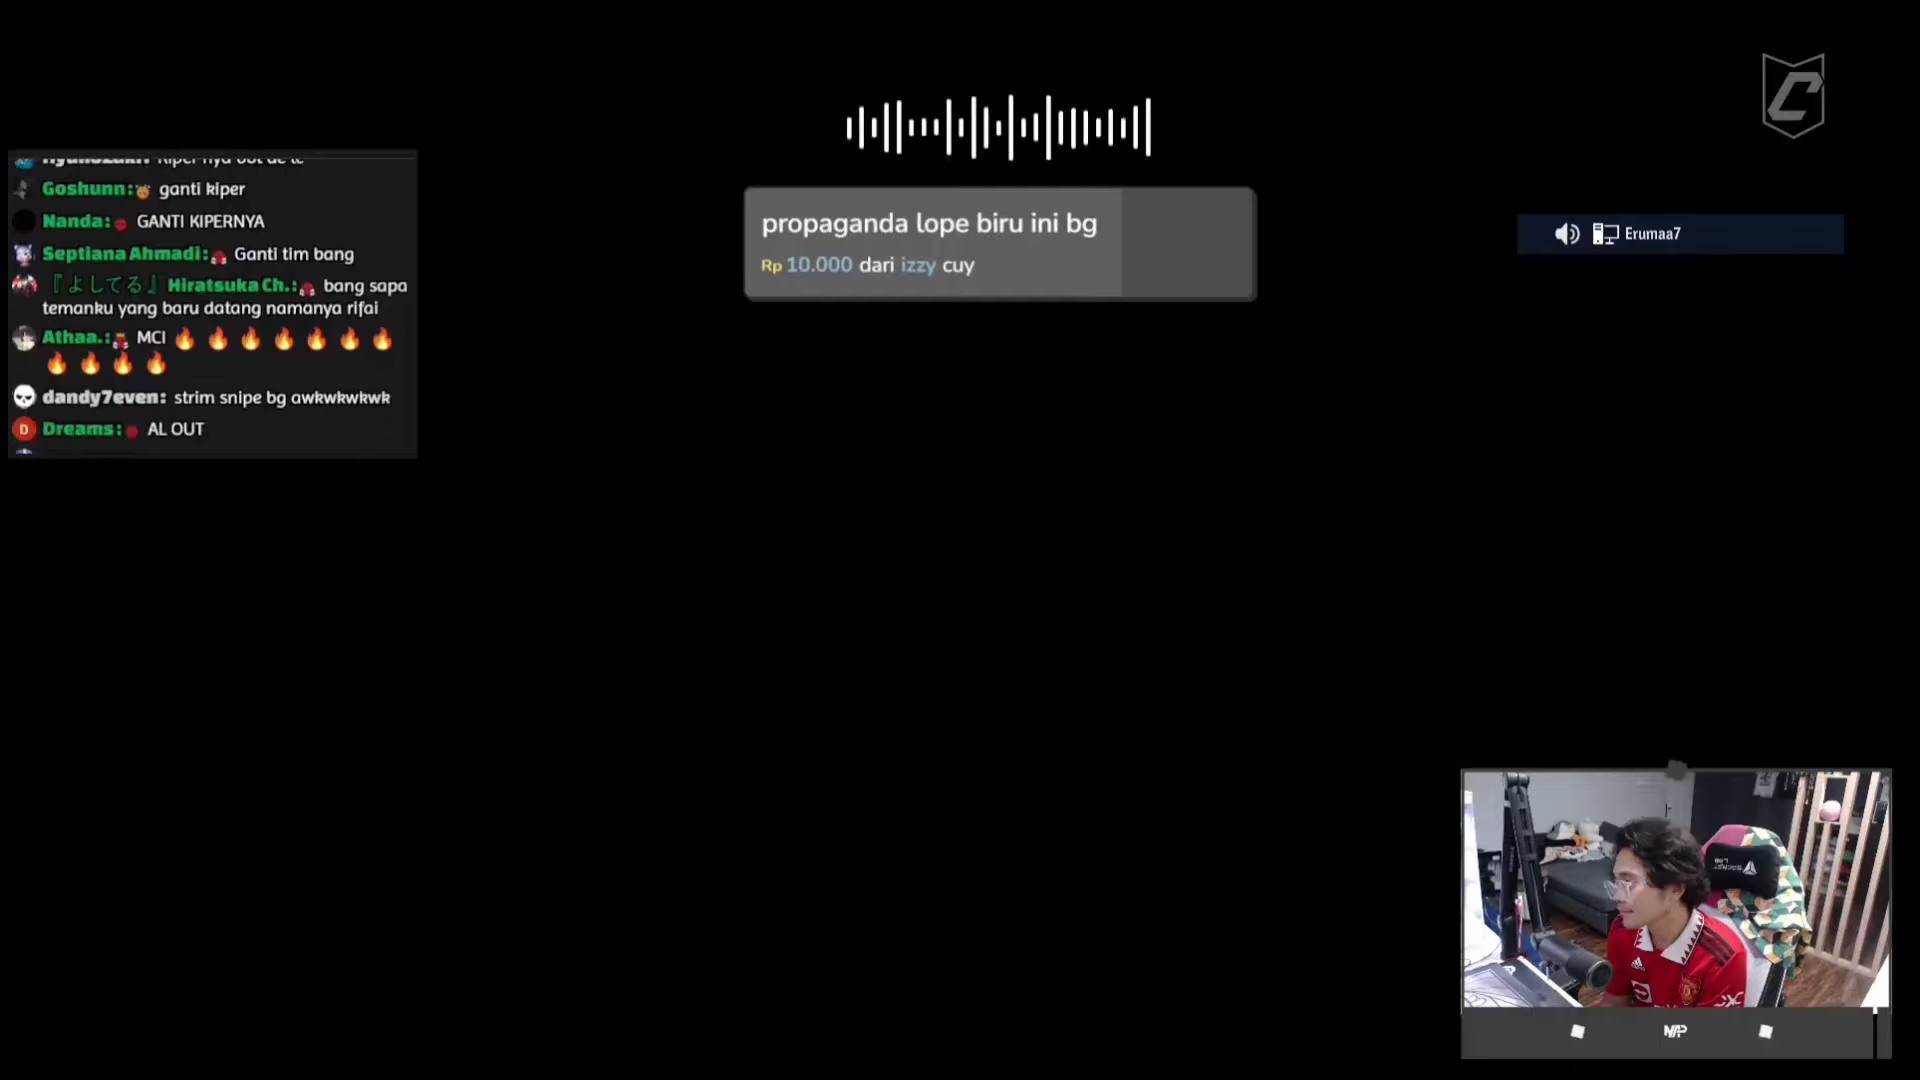 Goshunn: ganti kiper
Nanda: GANTI KIPERNYA
Septiana Ahmadi: Ganti tim bang
『よしてる』Hiratsuka Ch.: bang sapa
temanku yang baru datang namanya rifai
Athaa.: MCI 🔥 🔥 🔥 🔥 🔥 🔥 🔥
🔥 🔥 🔥 🔥
dandy7even: strim snipe bg awkwkwkwk
D Dreams: AL OUT
propaganda lope biru ini bg
Rp 10.000 dari izzy cuy
C
Erumaa7